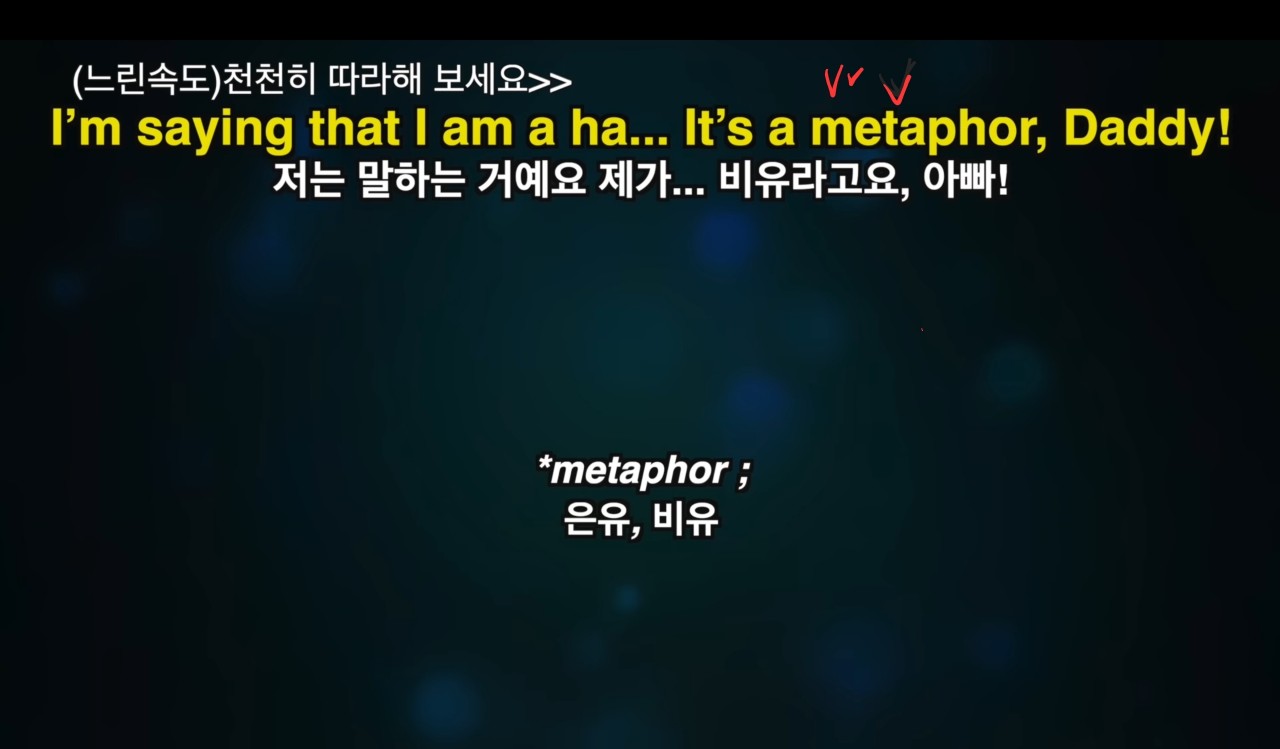 (느린속도)천천히 따라해 보세요>>
I'm saying that I am a ha... It's a metaphor, Daddy!
저는 말하는 거예요 제가... 비유라고요, 아빠!
*metaphor ;
은유, 비유